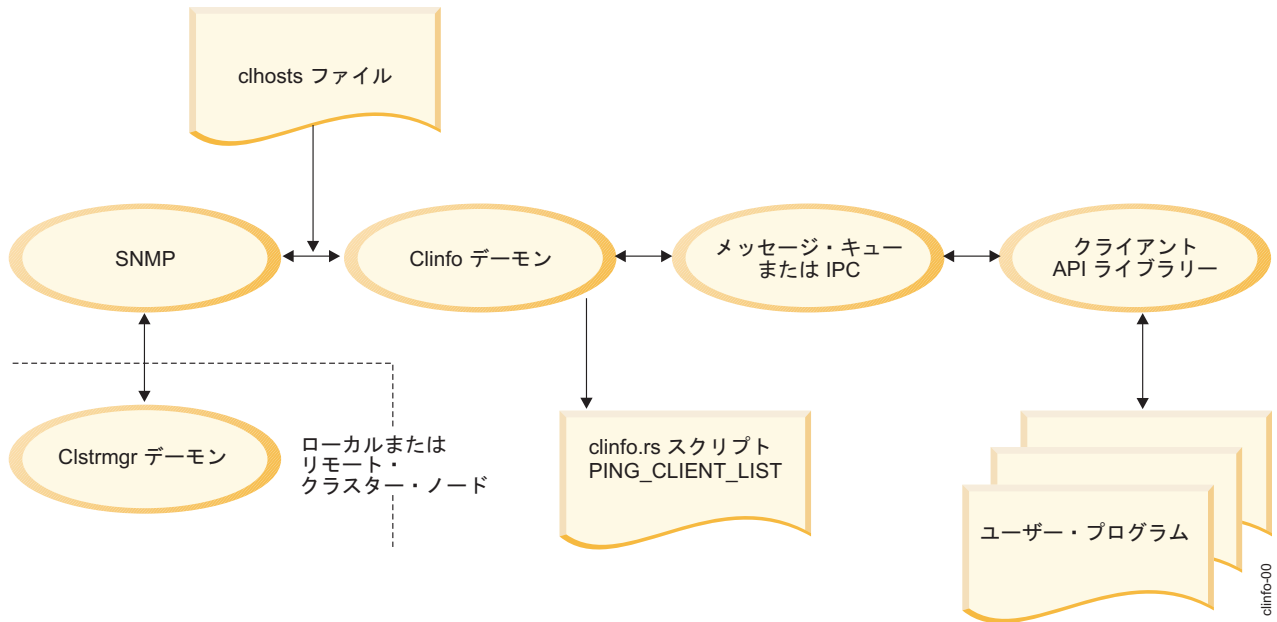 clhosts ファイル
SNMP
Clinfo デーモン
メッセージ・キュー
または IPC
クライアント
API ライブラリー
Clstrmgr デーモン
ローカルまたは
リモート・
クラスター・ノード
clinfo.rs スクリプト
PING_CLIENT_LIST
ユーザー・プログラム
clinfo-00